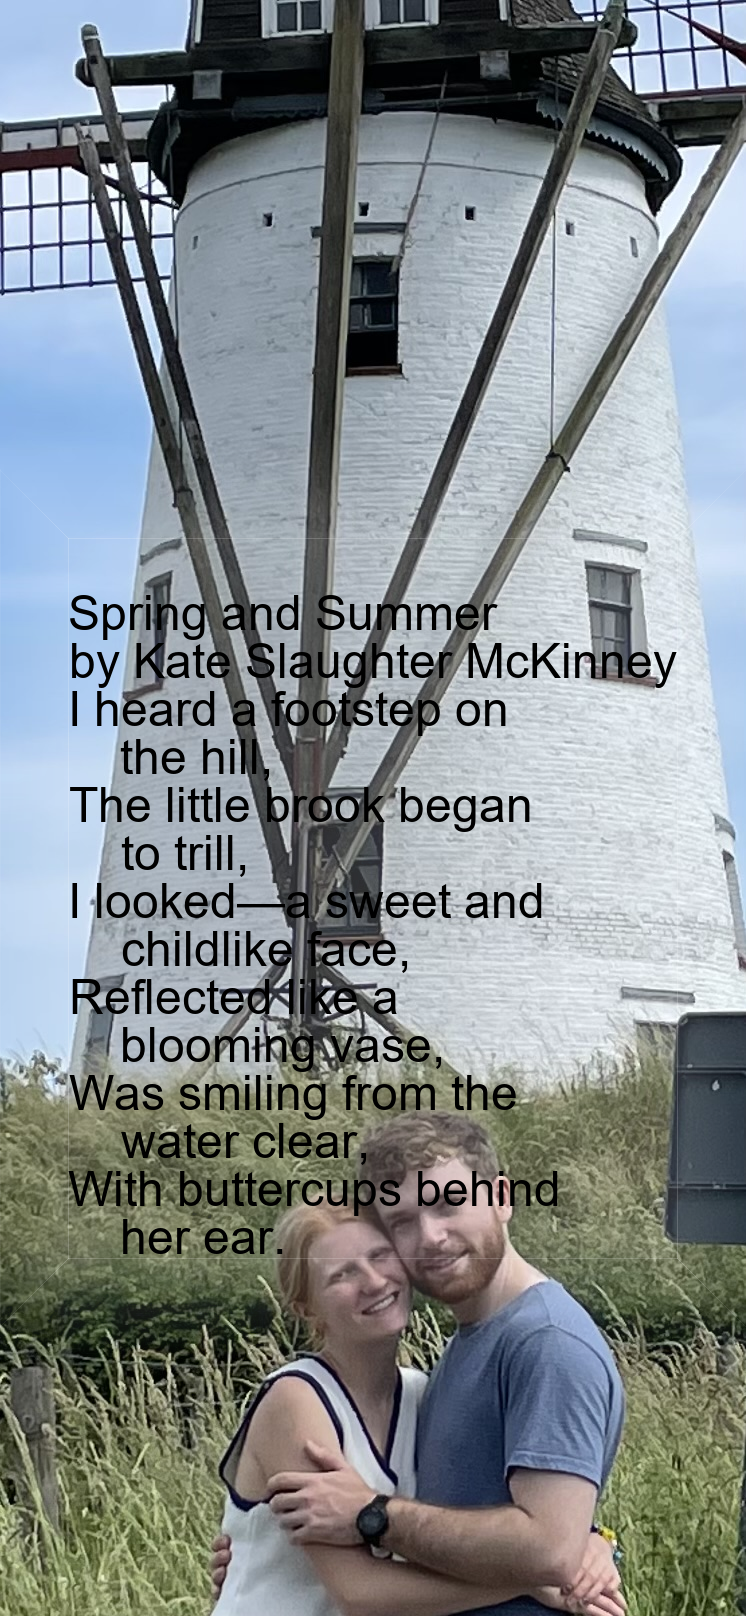 Spring and Summer
by Kate Slaughter McKinney
I heard a footstep on
the hill,
The little brook began
to trill,
I looked—a sweet and
childlike face,
Reflected like a
blooming vase,
Was smiling from the
water clear,
With buttercups behind
her ear.